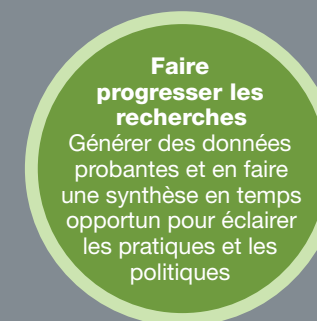 Faire
progresser les
recherches
Générer des données
probantes et en faire
une synthèse en temps
opportun pour éclairer
les pratiques et les
politiques